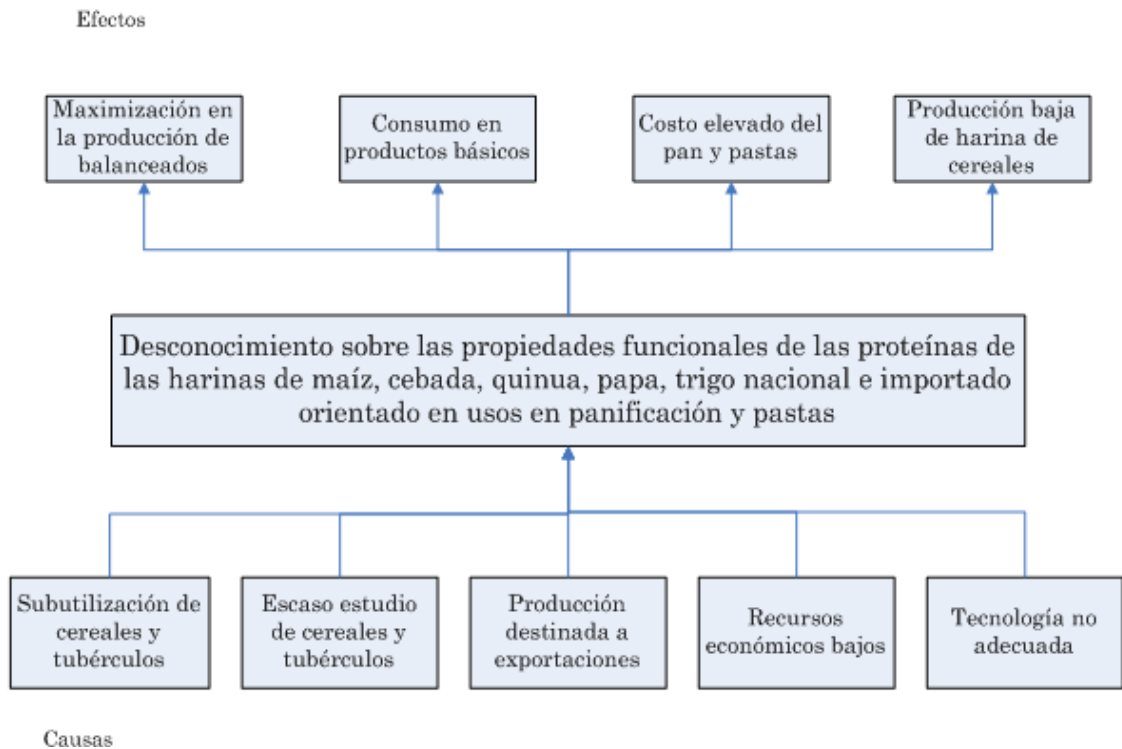 Efectos
Maximización en
la producción de
balanceados
Consumo en
productos básicos
Costo elevado del
pan y pastas
Producción baja
de harina de
cereales
Desconocimiento sobre las propiedades funcionales de las proteínas de
las harinas de maíz, cebada, quinua, papa, trigo nacional e importado
orientado en usos en panificación y pastas
Subutilización de
cereales y
tubérculos
Escaso estudio
de cereales y
tubérculos
Producción
destinada a
exportaciones
Recursos
económicos bajos
Tecnología no
adecuada
Causas